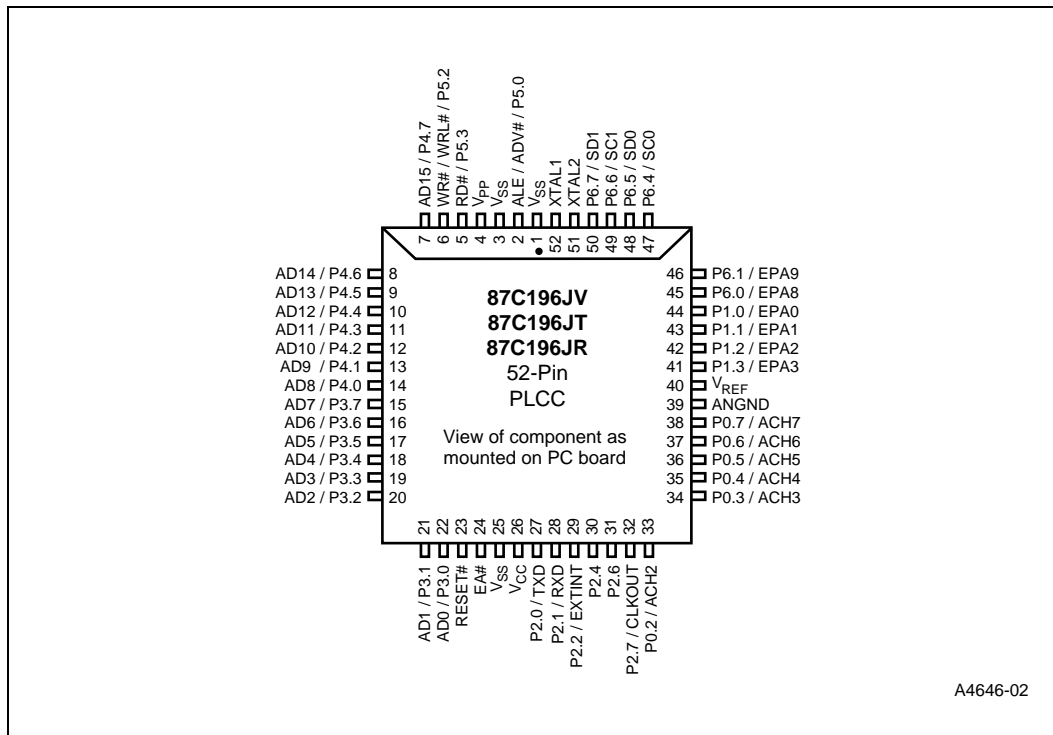 AD15 / P4.7
WR# / WRL# / P5.2
RD# / P5.3
VPP
VSS
ALE / ADV# / P5.0
VSS
XTAL1
XTAL2
P6.7 / SD1
P6.6 / SC1
P6.5 / SD0
P6.4 / SC0
7 6 5 4 3 2 1 52 51 50 49 48 47
AD14 / P4.6 8
AD13 / P4.5 9
AD12 / P4.4 10
AD11 / P4.3 11
AD10 / P4.2 12
AD9 / P4.1 13
AD8 / P4.0 14
AD7 / P3.7 15
AD6 / P3.6 16
AD5 / P3.5 17
AD4 / P3.4 18
AD3 / P3.3 19
AD2 / P3.2 20
87C196JV
87C196JT
87C196JR
52-Pin
PLCC
View of component as
mounted on PC board
46 P6.1 / EPA9
45 P6.0 / EPA8
44 P1.0 / EPA0
43 P1.1 / EPA1
42 P1.2 / EPA2
41 P1.3 / EPA3
40 VREF
39 ANGND
38 P0.7 / ACH7
37 P0.6 / ACH6
36 P0.5 / ACH5
35 P0.4 / ACH4
34 P0.3 / ACH3
21 22 23 24 25 26 27 28 29 30 31 32 33
AD1 / P3.1
AD0 / P3.0
RESET#
EA#
VSS
VCC
P2.0 / TXD
P2.1 / RXD
P2.2 / EXTINT
P2.4
P2.6
P2.7 / CLKOUT
P0.2 / ACH2
A4646-02